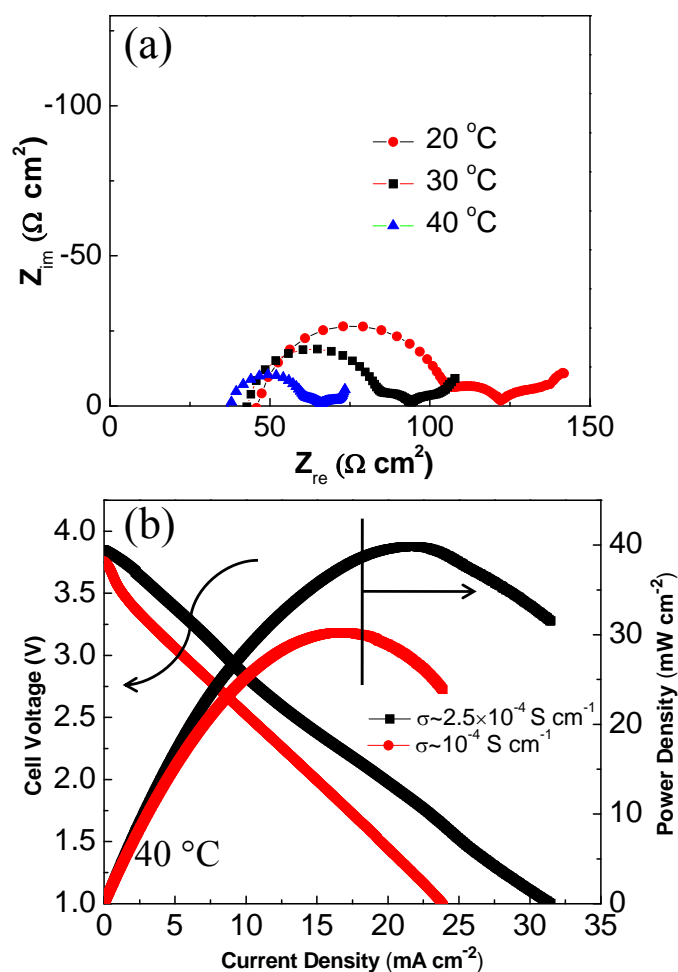 (a)
-100
-50
0
Z_im (Ω cm²)
20 °C
30 °C
40 °C
0 50 100 150
Z_re (Ω cm²)
(b)
4.0
3.5
3.0
2.5
2.0
1.5
1.0
Cell Voltage (V)
40
30
20
10
0
Power Density (mW cm⁻²)
σ~2.5×10⁻⁴ S cm⁻¹
σ~10⁻⁴ S cm⁻¹
40 °C
0 5 10 15 20 25 30 35
Current Density (mA cm⁻²)